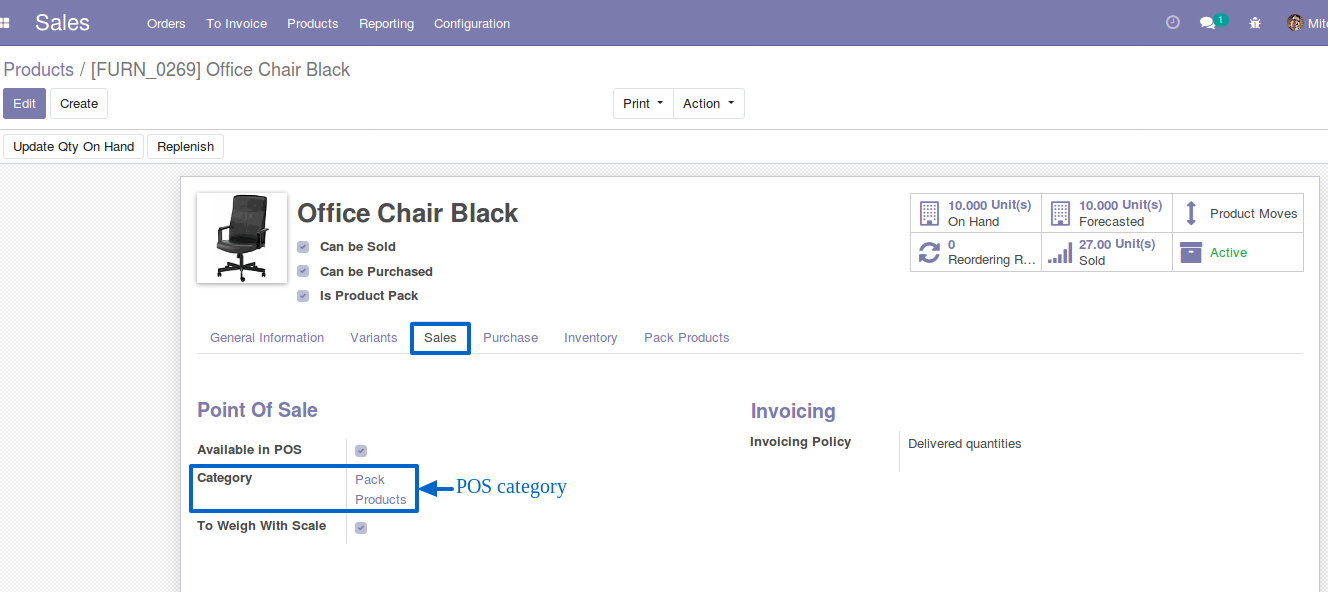 Sales Orders To Invoice Products Reporting Configuration 1
Products / [FURN_0269] Office Chair Black
Edit Create Print Action
Update Qty On Hand Replenish
Office Chair Black
Can be Sold
Can be Purchased
Is Product Pack
10.000 Unit(s)
On Hand
10.000 Unit(s)
Forecasted
Product Moves
0
Reordering R...
27.00 Unit(s)
Sold
Active
General Information Variants Sales Purchase Inventory Pack Products
Point Of Sale
Available in POS
Category Pack
Products
POS category
To Weigh With Scale
Invoicing
Invoicing Policy Delivered quantities